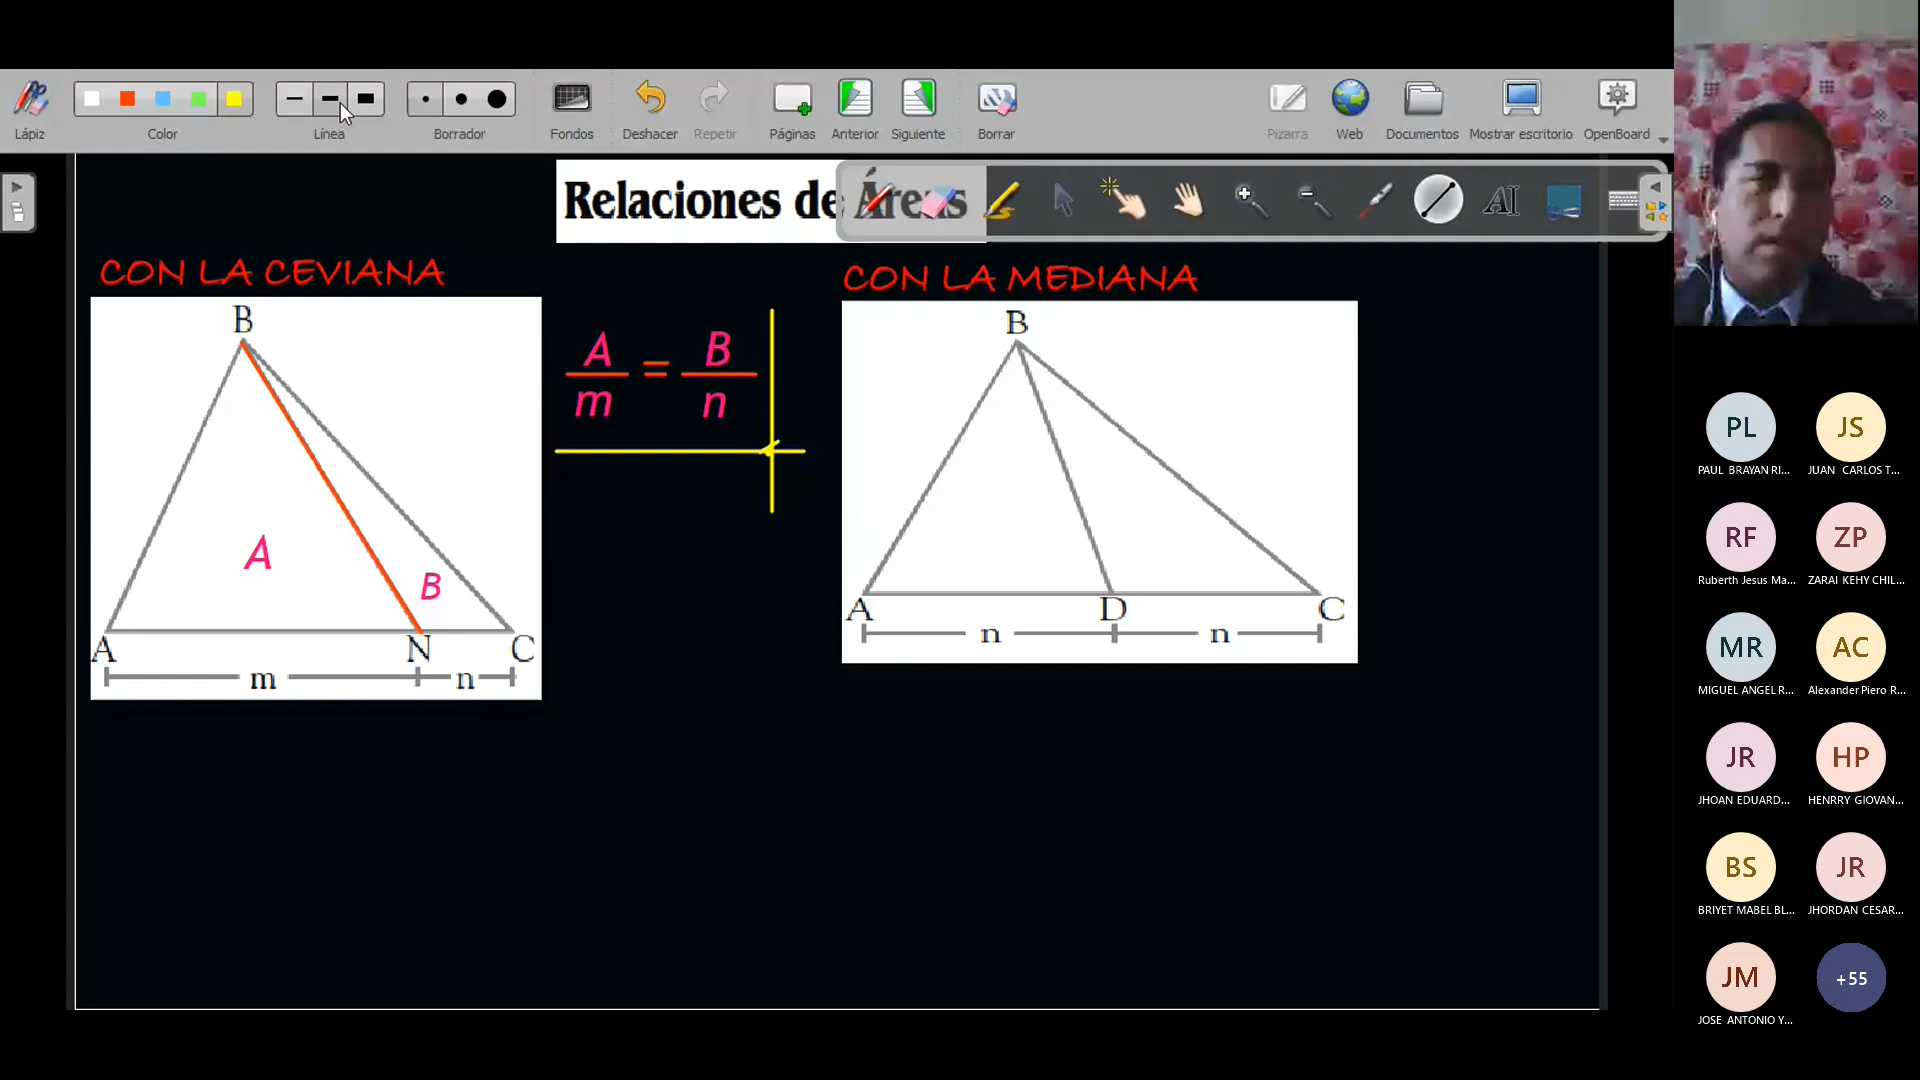 Lápiz
Color
Línea
Borrador
Fondos
Deshacer
Repetir
Páginas
Anterior
Siguiente
Borrar
Pizarra
Web
Documentos
Mostrar escritorio
OpenBoard
Relaciones de Áreas
AI
CON LA CEVIANA
B
A
B
A N C
m n
A = B
m n
CON LA MEDIANA
B
A D C
n n
PL
PAUL BRAYAN RI...
JS
JUAN CARLOS T...
RF
Ruberth Jesus Ma...
ZP
ZARAI KEHY CHIL...
MR
MIGUEL ANGEL R...
AC
Alexander Piero R...
JR
JHOAN EDUARD...
HP
HENRRY GIOVAN...
BS
BRIYET MABEL BL...
JR
JHORDAN CESAR...
JM
JOSE ANTONIO Y...
+55